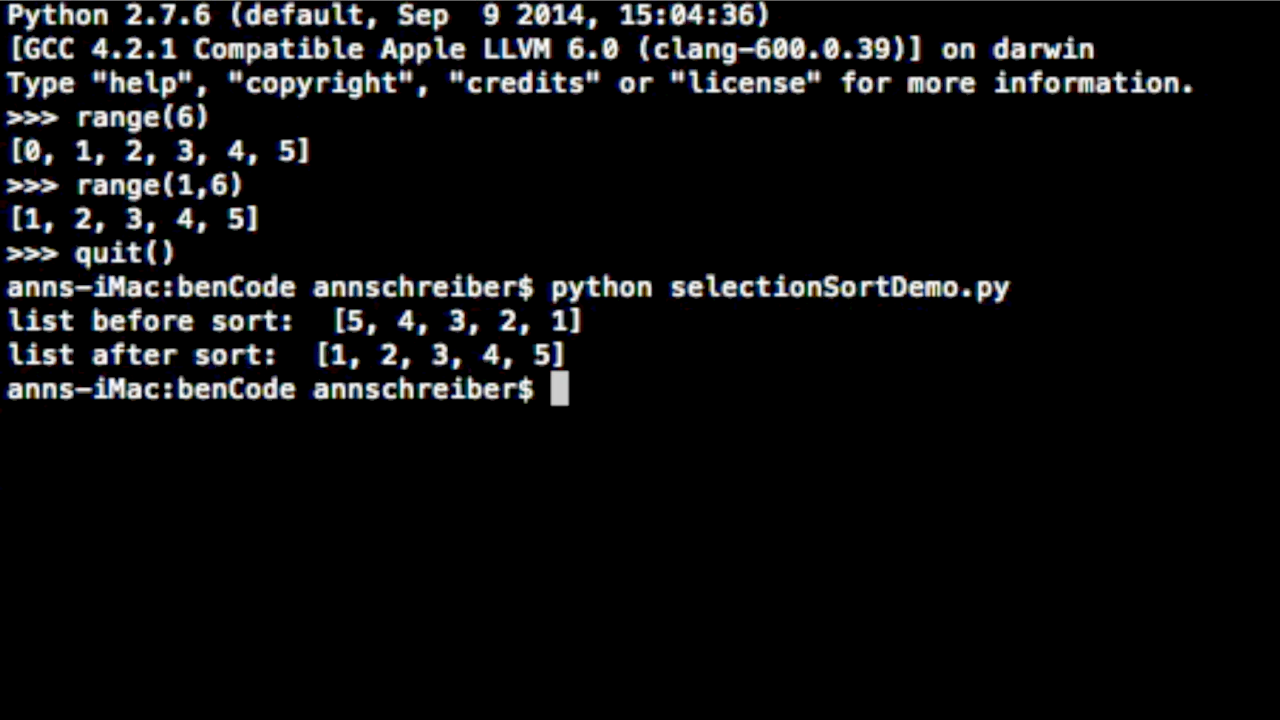 Python 2.7.6 (default, Sep  9 2014, 15:04:36)
[GCC 4.2.1 Compatible Apple LLVM 6.0 (clang-600.0.39)] on darwin
Type "help", "copyright", "credits" or "license" for more information.
>>> range(6)
[0, 1, 2, 3, 4, 5]
>>> range(1,6)
[1, 2, 3, 4, 5]
>>> quit()
anns-iMac:benCode annschreiber$ python selectionSortDemo.py
list before sort:  [5, 4, 3, 2, 1]
list after sort:  [1, 2, 3, 4, 5]
anns-iMac:benCode annschreiber$